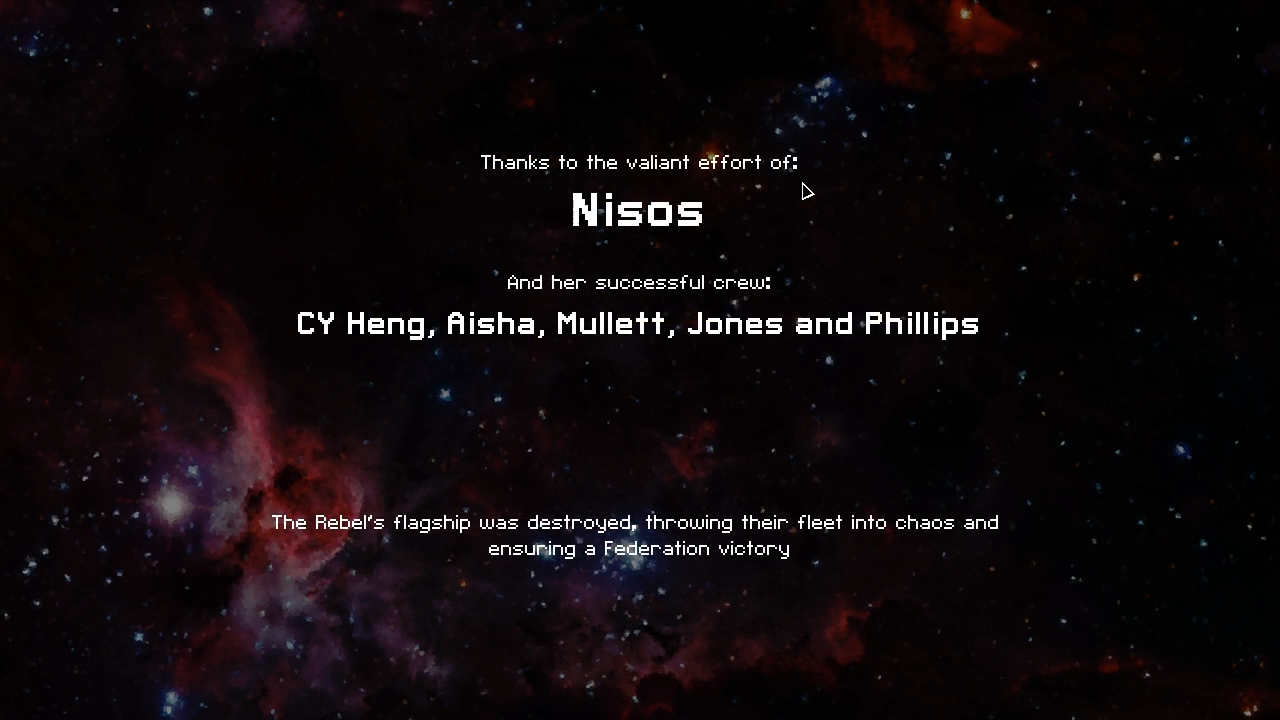 Thanks to the valiant effort of:
Nisos
And her successful crew:
CY Heng, Aisha, Mullett, Jones and Phillips
The Rebel's flagship was destroyed, throwing their fleet into chaos and
ensuring a Federation victory